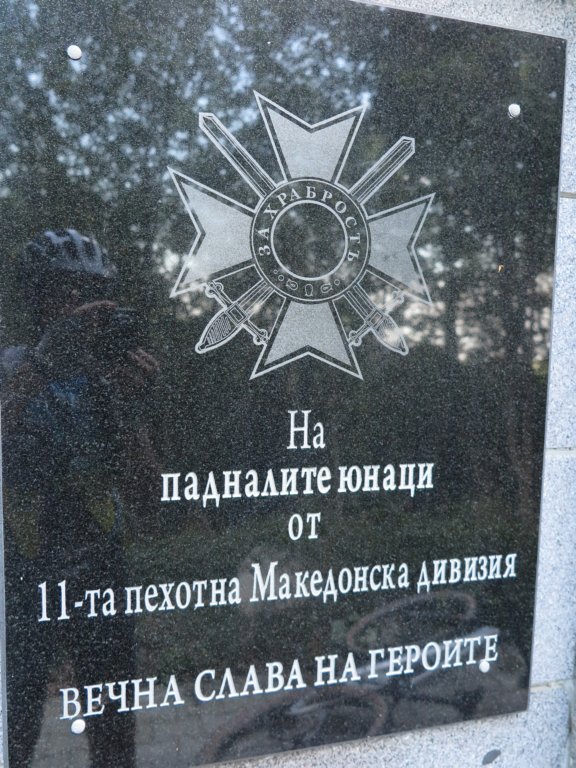 ЗА ХРАБРОСТЬ
На
падналите юнаци
от
11-та пехотна Македонска дивизия
ВЕЧНА СЛАВА НА ГЕРОИТЕ